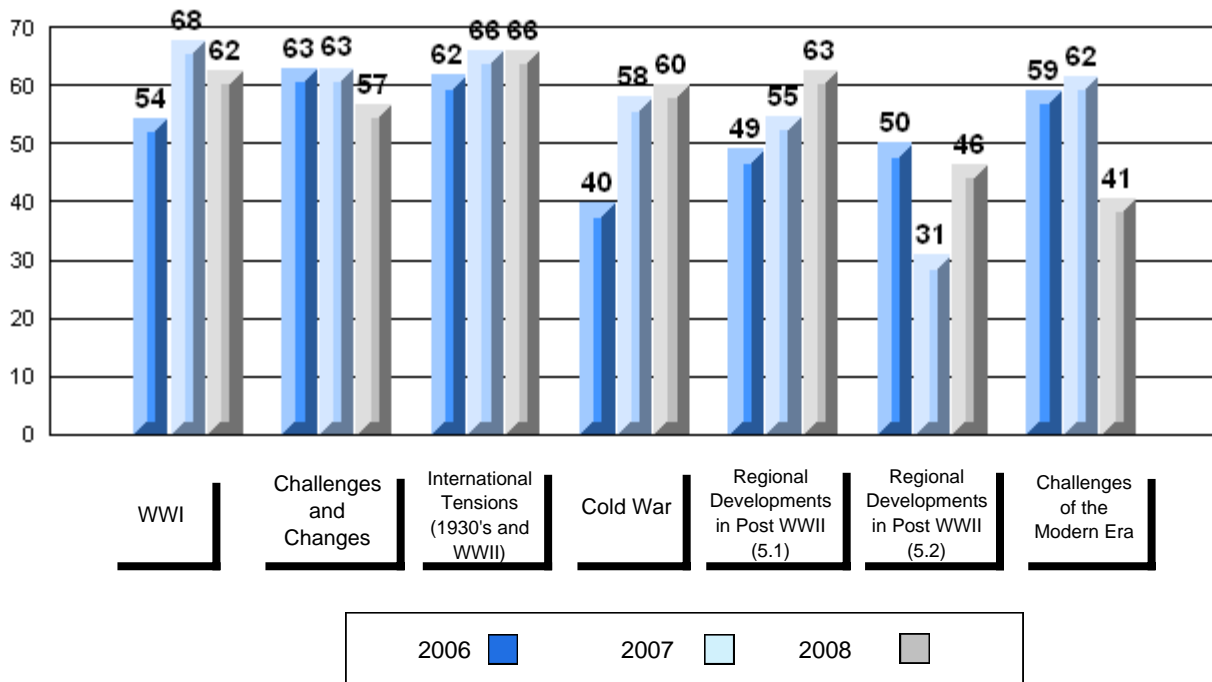 70
60
50
40
30
20
10
0
54
68
62
63
63
57
62
66
66
40
58
60
49
55
63
50
31
46
59
62
41
WWI
Challenges
and
Changes
International
Tensions
(1930's and
WWII)
Cold War
Regional
Developments
in Post WWII
(5.1)
Regional
Developments
in Post WWII
(5.2)
Challenges
of the
Modern Era
2006
2007
2008